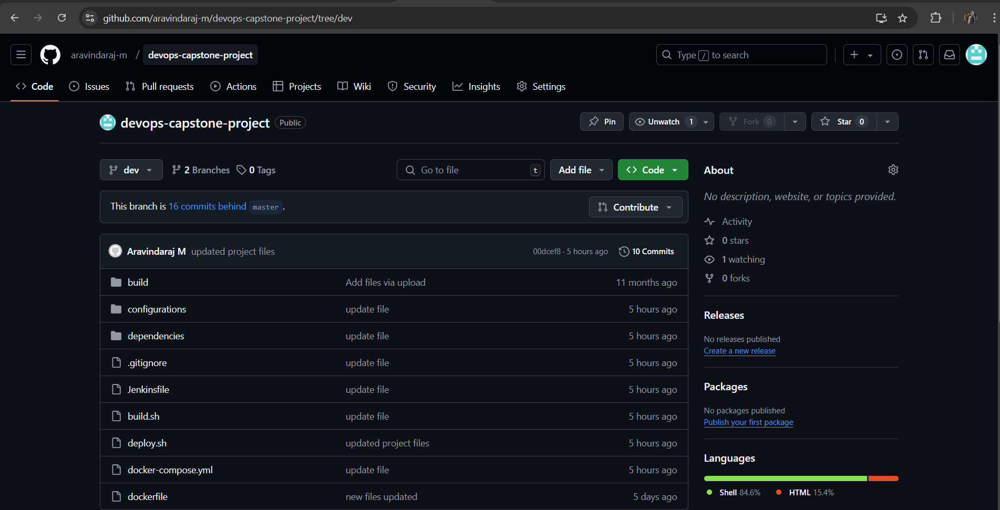 github.com/aravindaraj-m/devops-capstone-project/tree/dev
aravindaraj-m / devops-capstone-project
Type / to search
Code Issues Pull requests Actions Projects Wiki Security Insights Settings
devops-capstone-project Public
Pin Unwatch 1 Fork 0 Star 0
dev 2 Branches 0 Tags Go to file t Add file Code
This branch is 16 commits behind master .
Contribute
Aravindaraj M updated project files 00dcef8 · 5 hours ago 10 Commits
build Add files via upload 11 months ago
configurations update file 5 hours ago
dependencies update file 5 hours ago
.gitignore update file 5 hours ago
Jenkinsfile update file 5 hours ago
build.sh update file 5 hours ago
deploy.sh updated project files 5 hours ago
docker-compose.yml update file 5 hours ago
dockerfile new files updated 5 days ago
About
No description, website, or topics provided.
Activity
0 stars
1 watching
0 forks
Releases
No releases published
Create a new release
Packages
No packages published
Publish your first package
Languages
Shell 84.6% HTML 15.4%